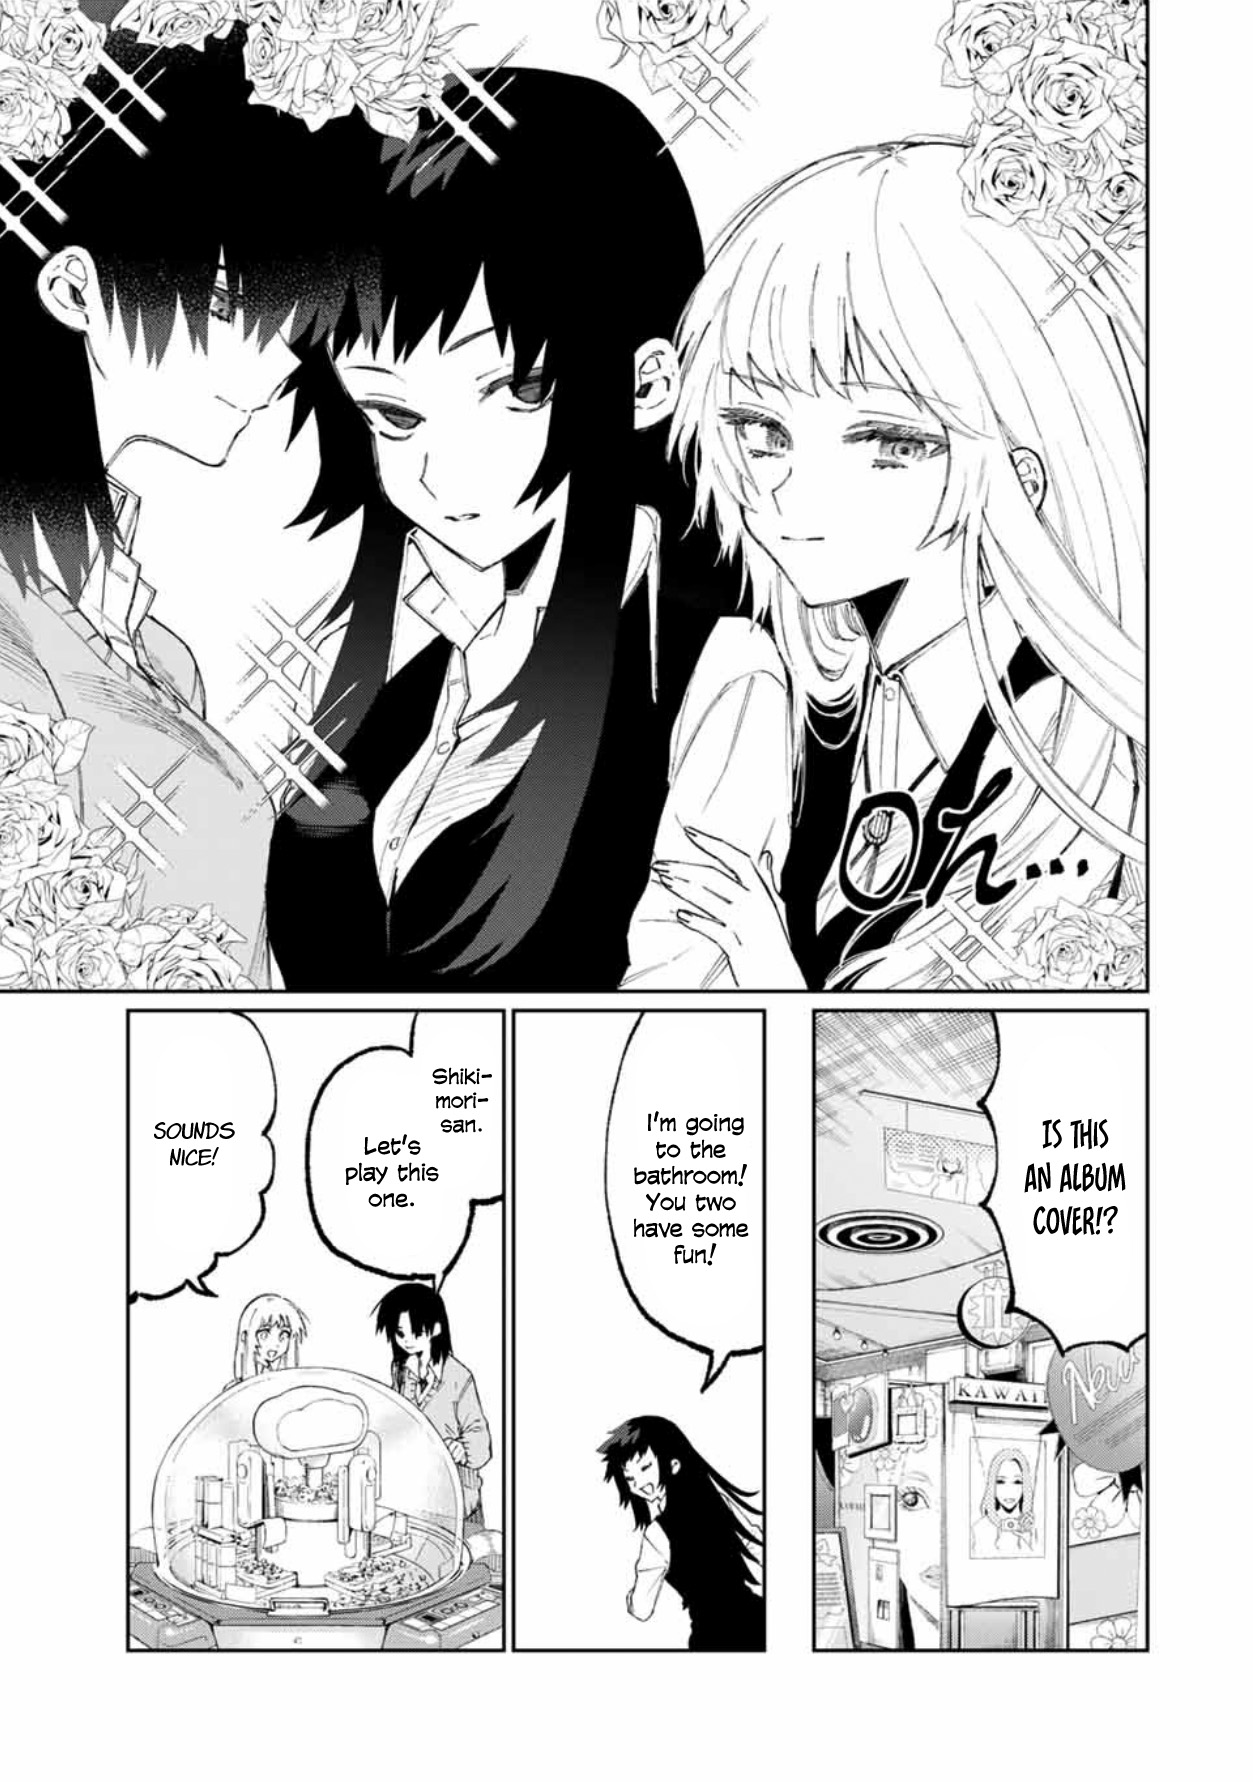 Oh...
IS THIS
AN ALBUM
COVER!?
New
KAWAII
I'm going
to the
bathroom!
You two
have some
fun!
Shiki-
mori-
san.
Let's
play this
one.
SOUNDS
NICE!